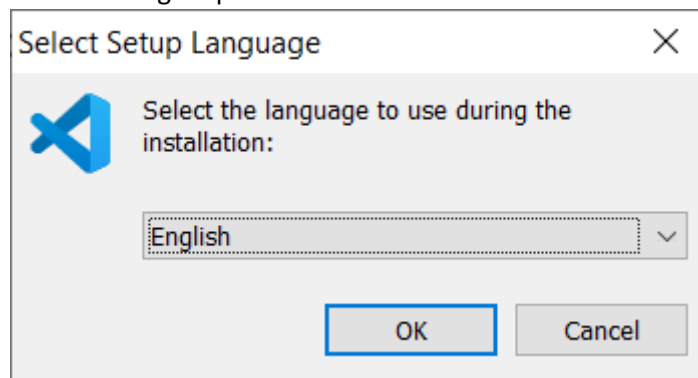 Select Setup Language
Select the language to use during the
installation:
English
OK
Cancel